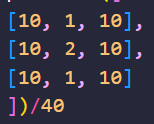 [10, 1, 10],
[10, 2, 10],
[10, 1, 10]
])/40